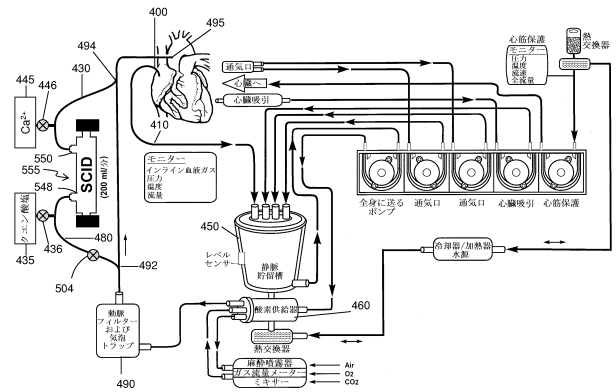 400
495
494
430
445
446
Ca²⁺
550
555
548
SCID
(200 ml/分)
クエン酸塩
435
436
480
504
492
動脈
フィルター
および
気泡
トラップ
490
410
モニター
インライン血液ガス
圧力
温度
流量
通気口
心臓へ
心臓吸引
心筋保護
モニター
圧力
温度
流速
全流量
熱
交換器
全身に送る
ポンプ
通気口
通気口
心臓吸引
心筋保護
450
レベル
センサ
静脈
貯留槽
冷却器/加熱器
水源
酸素供給器
460
熱交換器
麻酔噴霧器
ガス流量メーター
ミキサー
Air
O2
CO2